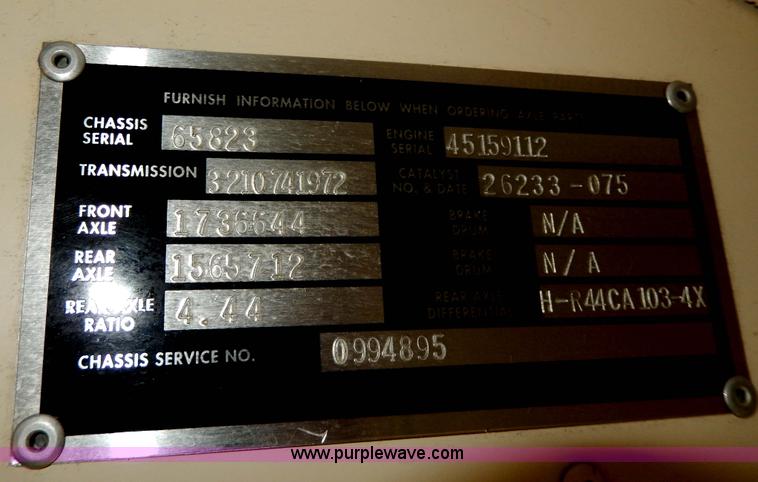 FURNISH INFORMATION BELOW WHEN ORDERING AXLE PARTS
CHASSIS SERIAL 65823
ENGINE SERIAL 45159112
TRANSMISSION 3210741972
CATALYST NO. & DATE 26233-075
FRONT AXLE 1736644
BRAKE DRUM N/A
REAR AXLE 1565712
BRAKE DRUM N/A
REAR AXLE RATIO 4.44
REAR AXLE DIFFERENTIAL H-R44CA103-4X
CHASSIS SERVICE NO. 0994895
www.purplewave.com